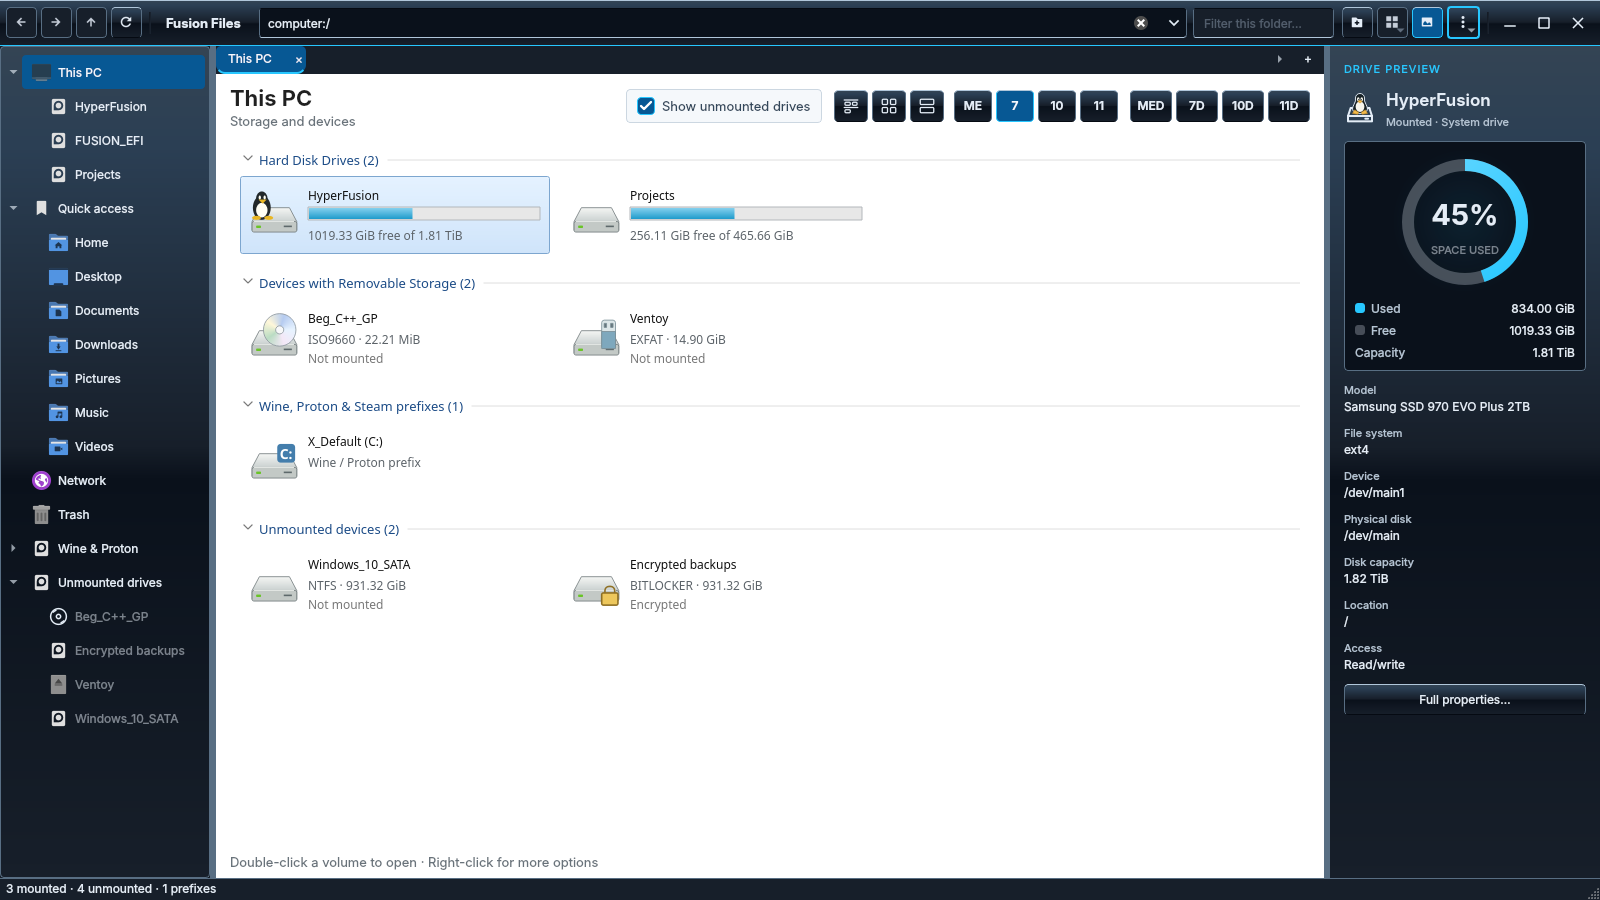 Fusion Files
computer:/
Filter this folder...
This PC
HyperFusion
FUSION_EFI
Projects
Quick access
Home
Desktop
Documents
Downloads
Pictures
Music
Videos
Network
Trash
Wine & Proton
Unmounted drives
Beg_C++_GP
Encrypted backups
Ventoy
Windows_10_SATA
This PC
This PC
Storage and devices
Show unmounted drives
ME 7 10 11 MED 7D 10D 11D
Hard Disk Drives (2)
HyperFusion
1019.33 GiB free of 1.81 TiB
Projects
256.11 GiB free of 465.66 GiB
Devices with Removable Storage (2)
Beg_C++_GP
ISO9660 · 22.21 MiB
Not mounted
Ventoy
EXFAT · 14.90 GiB
Not mounted
Wine, Proton & Steam prefixes (1)
C:
X_Default (C:)
Wine / Proton prefix
Unmounted devices (2)
Windows_10_SATA
NTFS · 931.32 GiB
Not mounted
Encrypted backups
BITLOCKER · 931.32 GiB
Encrypted
Double-click a volume to open · Right-click for more options
DRIVE PREVIEW
HyperFusion
Mounted · System drive
45%
SPACE USED
Used 834.00 GiB
Free 1019.33 GiB
Capacity 1.81 TiB
Model
Samsung SSD 970 EVO Plus 2TB
File system
ext4
Device
/dev/main1
Physical disk
/dev/main
Disk capacity
1.82 TiB
Location
/
Access
Read/write
Full properties...
3 mounted · 4 unmounted · 1 prefixes